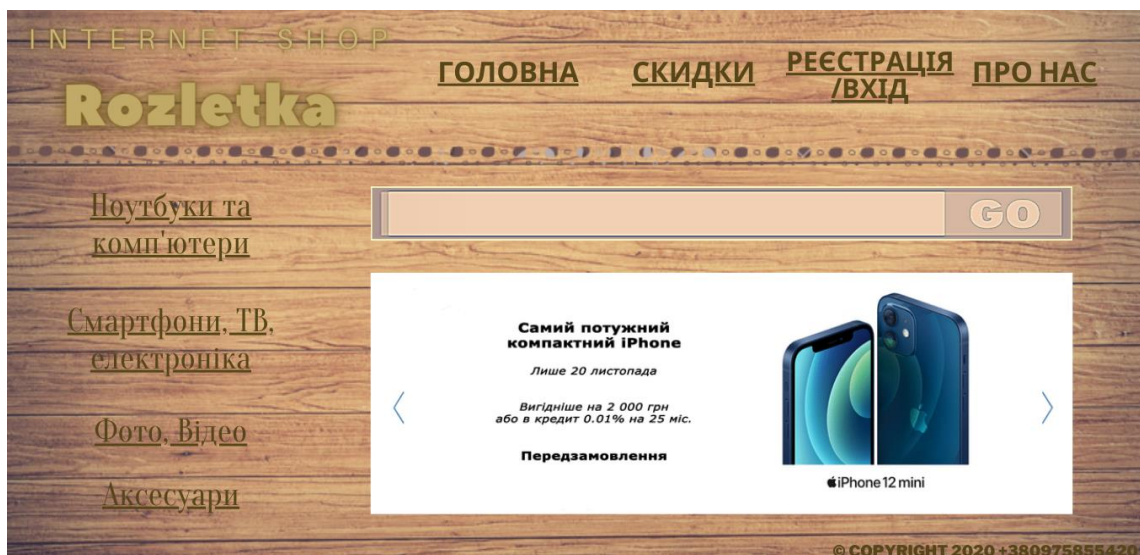 INTERNET-SHOP
Rozletka
ГОЛОВНА
СКИДКИ
РЕЄСТРАЦІЯ
/ВХІД
ПРО НАС
Ноутбуки та
комп'ютери
Смартфони, ТВ,
електроніка
Фото, Відео
Аксесуари
GO
Самий потужний
компактний iPhone
Лише 20 листопада
Вигідніше на 2 000 грн
або в кредит 0.01% на 25 міс.
Передзамовлення
iPhone 12 mini
© COPYRIGHT 2020